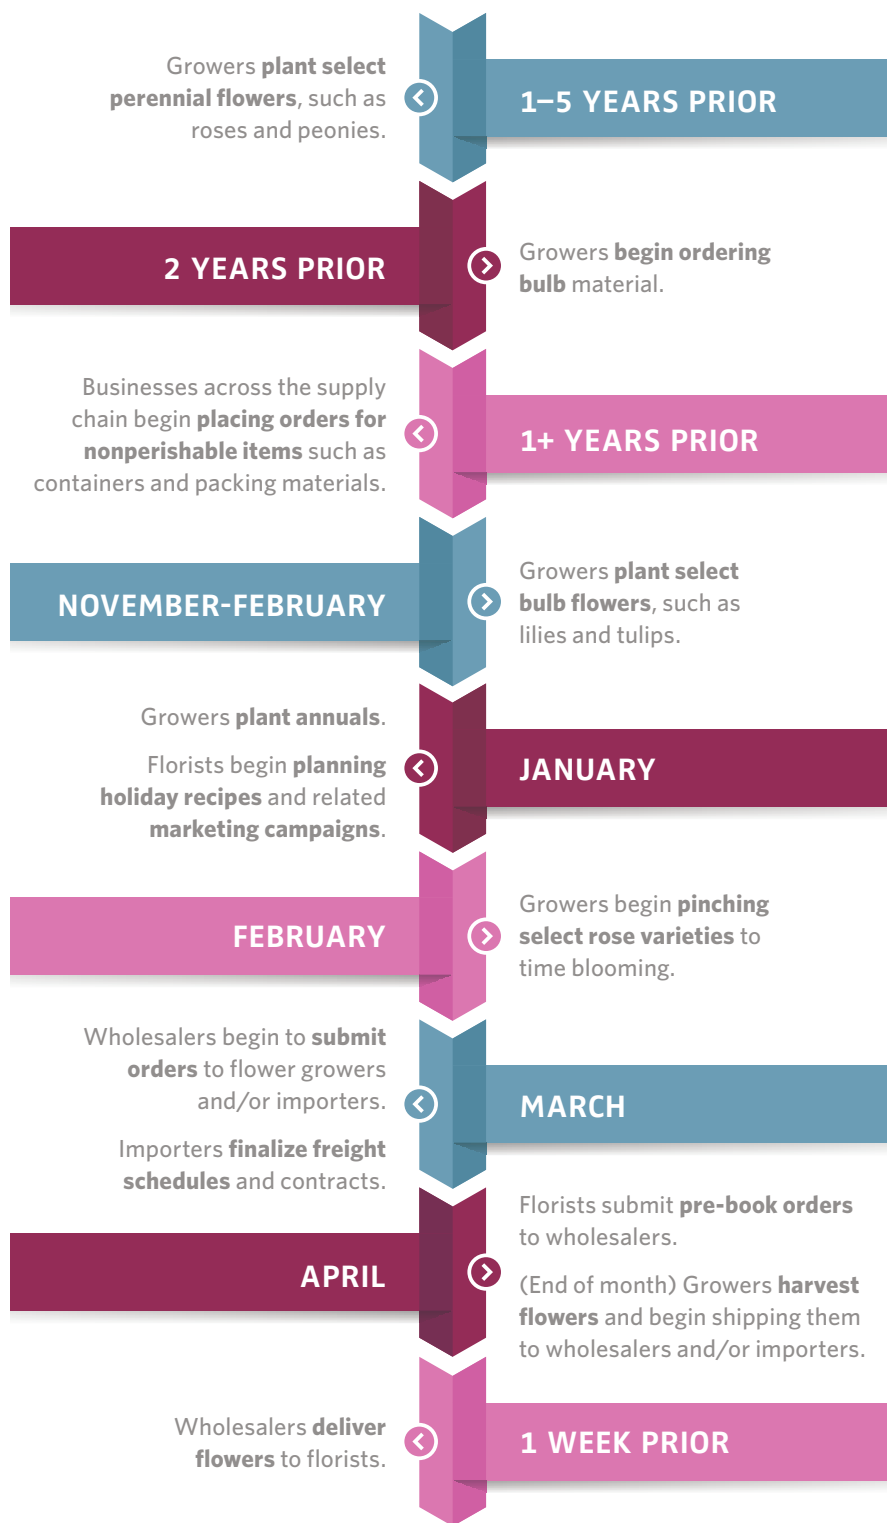 1–5 YEARS PRIOR
Growers plant select
perennial flowers, such as
roses and peonies.
2 YEARS PRIOR
Growers begin ordering
bulb material.
1+ YEARS PRIOR
Businesses across the supply
chain begin placing orders for
nonperishable items such as
containers and packing materials.
NOVEMBER-FEBRUARY
Growers plant select
bulb flowers, such as
lilies and tulips.
JANUARY
Growers plant annuals.
Florists begin planning
holiday recipes and related
marketing campaigns.
FEBRUARY
Growers begin pinching
select rose varieties to
time blooming.
MARCH
Wholesalers begin to submit
orders to flower growers
and/or importers.
Importers finalize freight
schedules and contracts.
APRIL
Florists submit pre-book orders
to wholesalers.
(End of month) Growers harvest
flowers and begin shipping them
to wholesalers and/or importers.
1 WEEK PRIOR
Wholesalers deliver
flowers to florists.